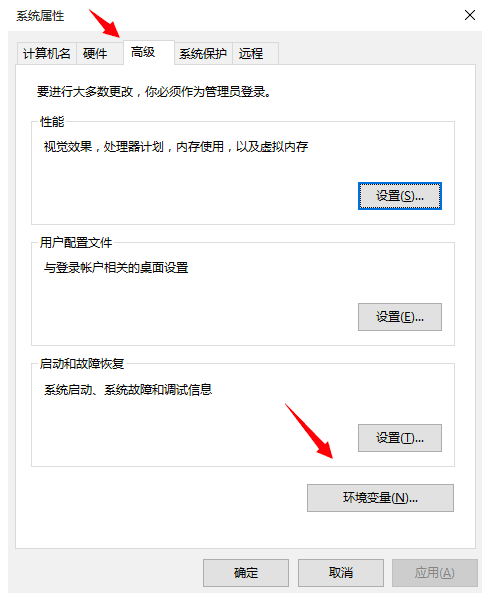 系统属性
计算机名 硬件 高级 系统保护 远程
要进行大多数更改，你必须作为管理员登录。
性能
视觉效果，处理器计划，内存使用，以及虚拟内存
设置(S)...
用户配置文件
与登录帐户相关的桌面设置
设置(E)...
启动和故障恢复
系统启动、系统故障和调试信息
设置(T)...
环境变量(N)...
确定 取消 应用(A)